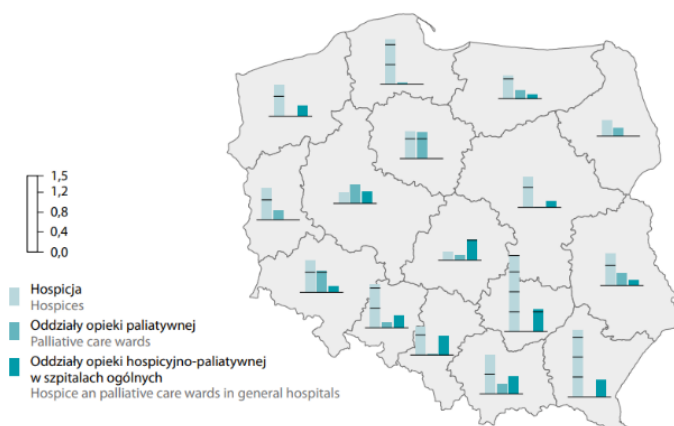 1,5
1,2
0,8
0,4
0,0
Hospicja
Hospices
Oddziały opieki paliatywnej
Palliative care wards
Oddziały opieki hospicyjno-paliatywnej
w szpitalach ogólnych
Hospice an palliative care wards in general hospitals